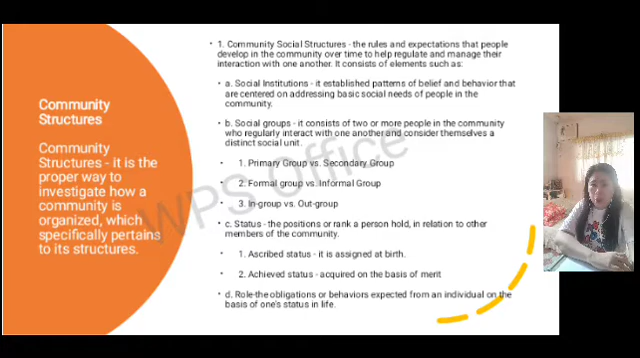 Community
Structures
Community
Structures - it is the
proper way to
investigate how a
community is
organized, which
specifically pertains
to its structures.
• 1. Community Social Structures - the rules and expectations that people
develop in the community over time to help regulate and manage their
interaction with one another. It consists of elements such as:
• a. Social Institutions - it established patterns of belief and behavior that
are centered on addressing basic social needs of people in the
community.
• b. Social groups - it consists of two or more people in the community
who regularly interact with one another and consider themselves a
distinct social unit.
• 1. Primary Group vs. Secondary Group
• 2. Formal group vs. Informal Group
• 3. In-group vs. Out-group
• c. Status - the positions or rank a person hold, in relation to other
members of the community.
• 1. Ascribed status - it is assigned at birth.
• 2. Achieved status - acquired on the basis of merit
• d. Role-the obligations or behaviors expected from an individual on the
basis of one's status in life.
WPS Office